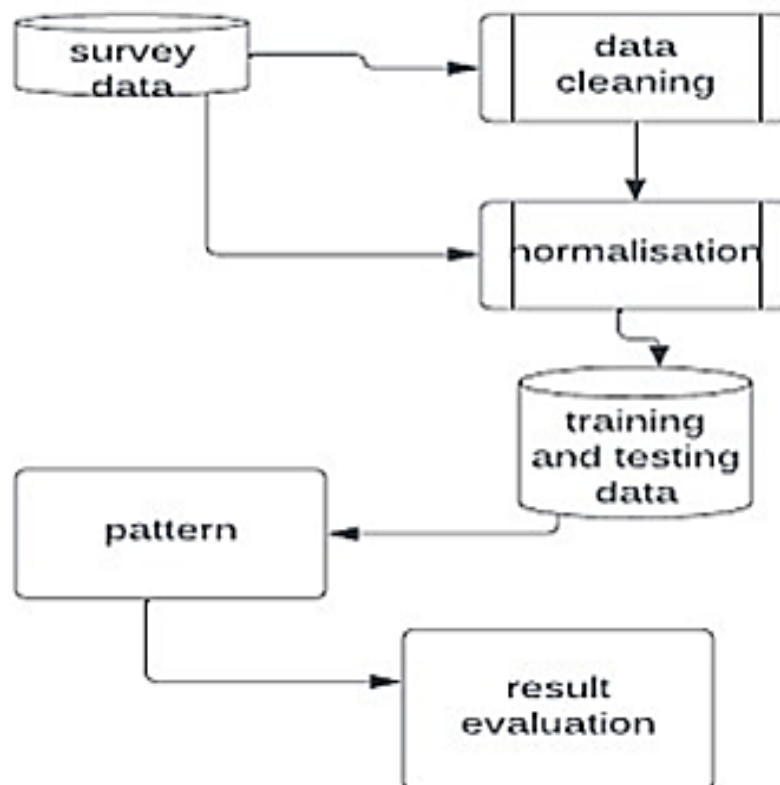 survey
data
data
cleaning
normalisation
training
and testing
data
pattern
result
evaluation